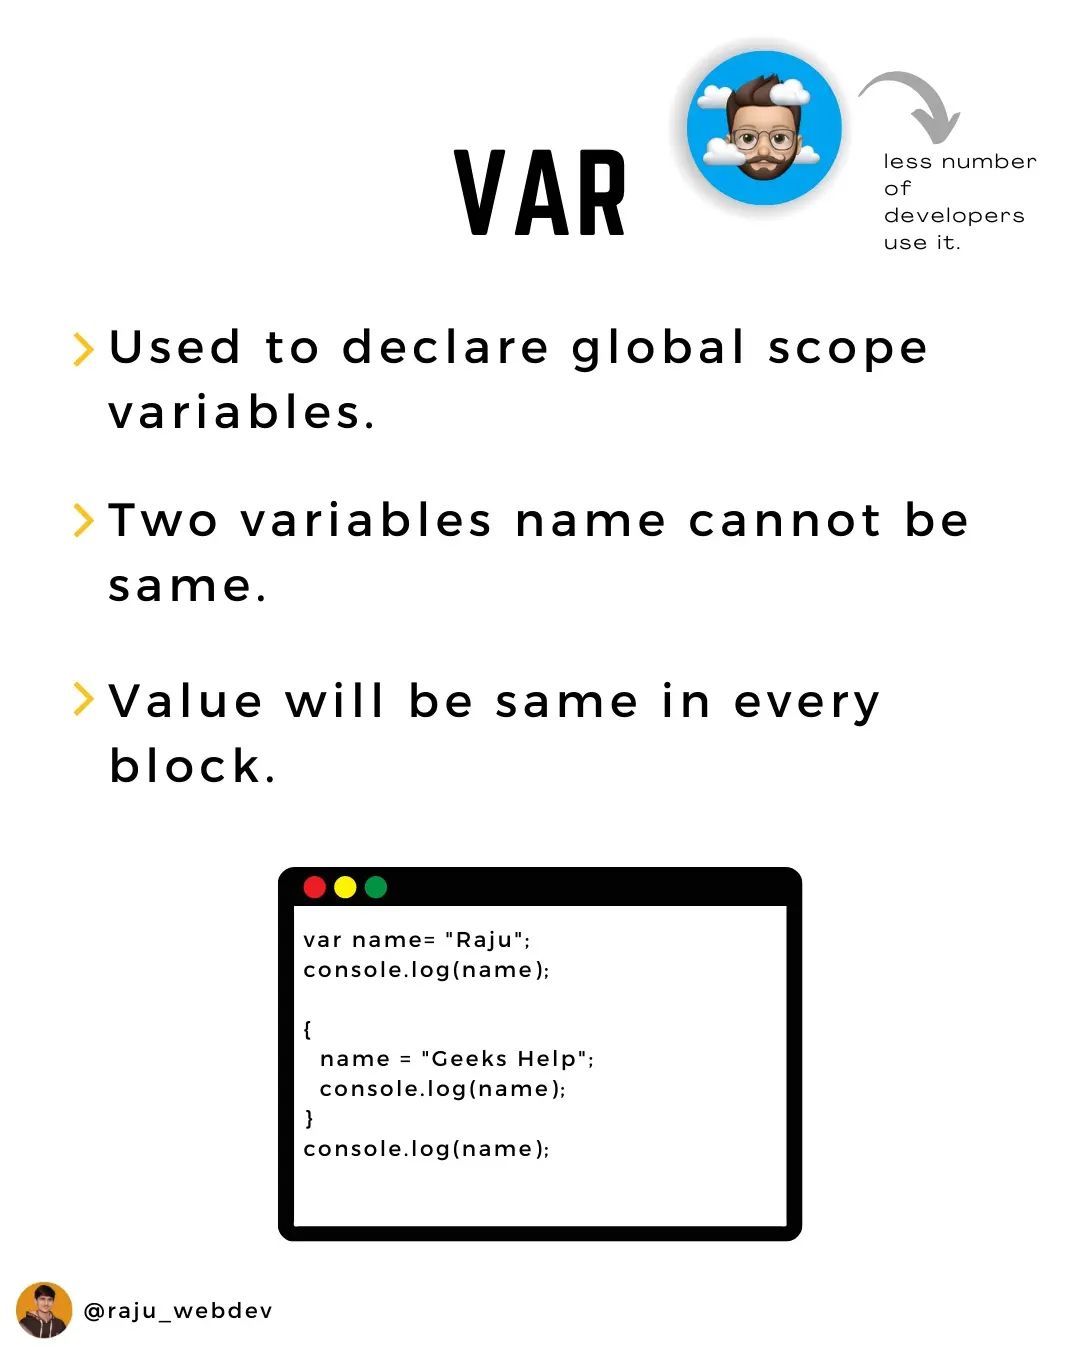 VAR
less number
of
developers
use it.
Used to declare global scope
variables.
Two variables name cannot be
same.
Value will be same in every
block.
var name= "Raju";
console.log(name);
{
name = "Geeks Help";
console.log(name);
}
console.log(name);
@raju_webdev